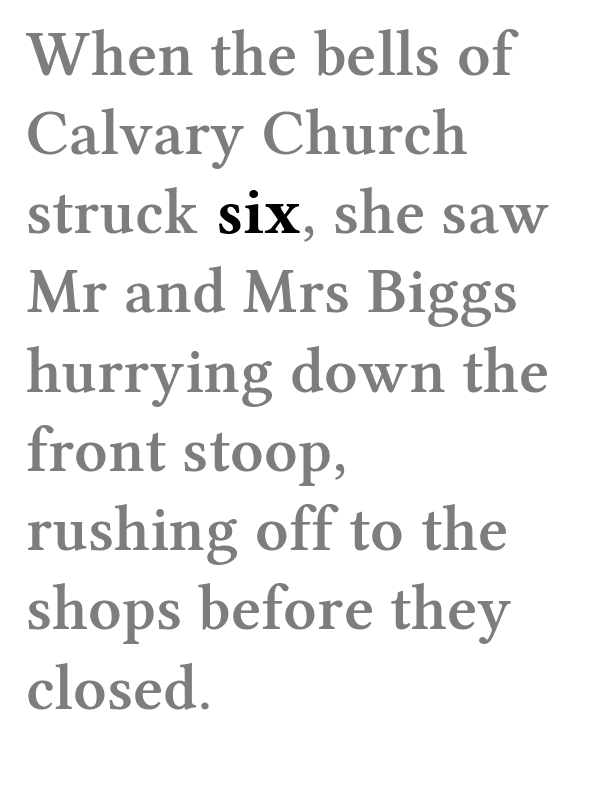 When the bells of
Calvary Church
struck six, she saw
Mr and Mrs Biggs
hurrying down the
front stoop,
rushing off to the
shops before they
closed.